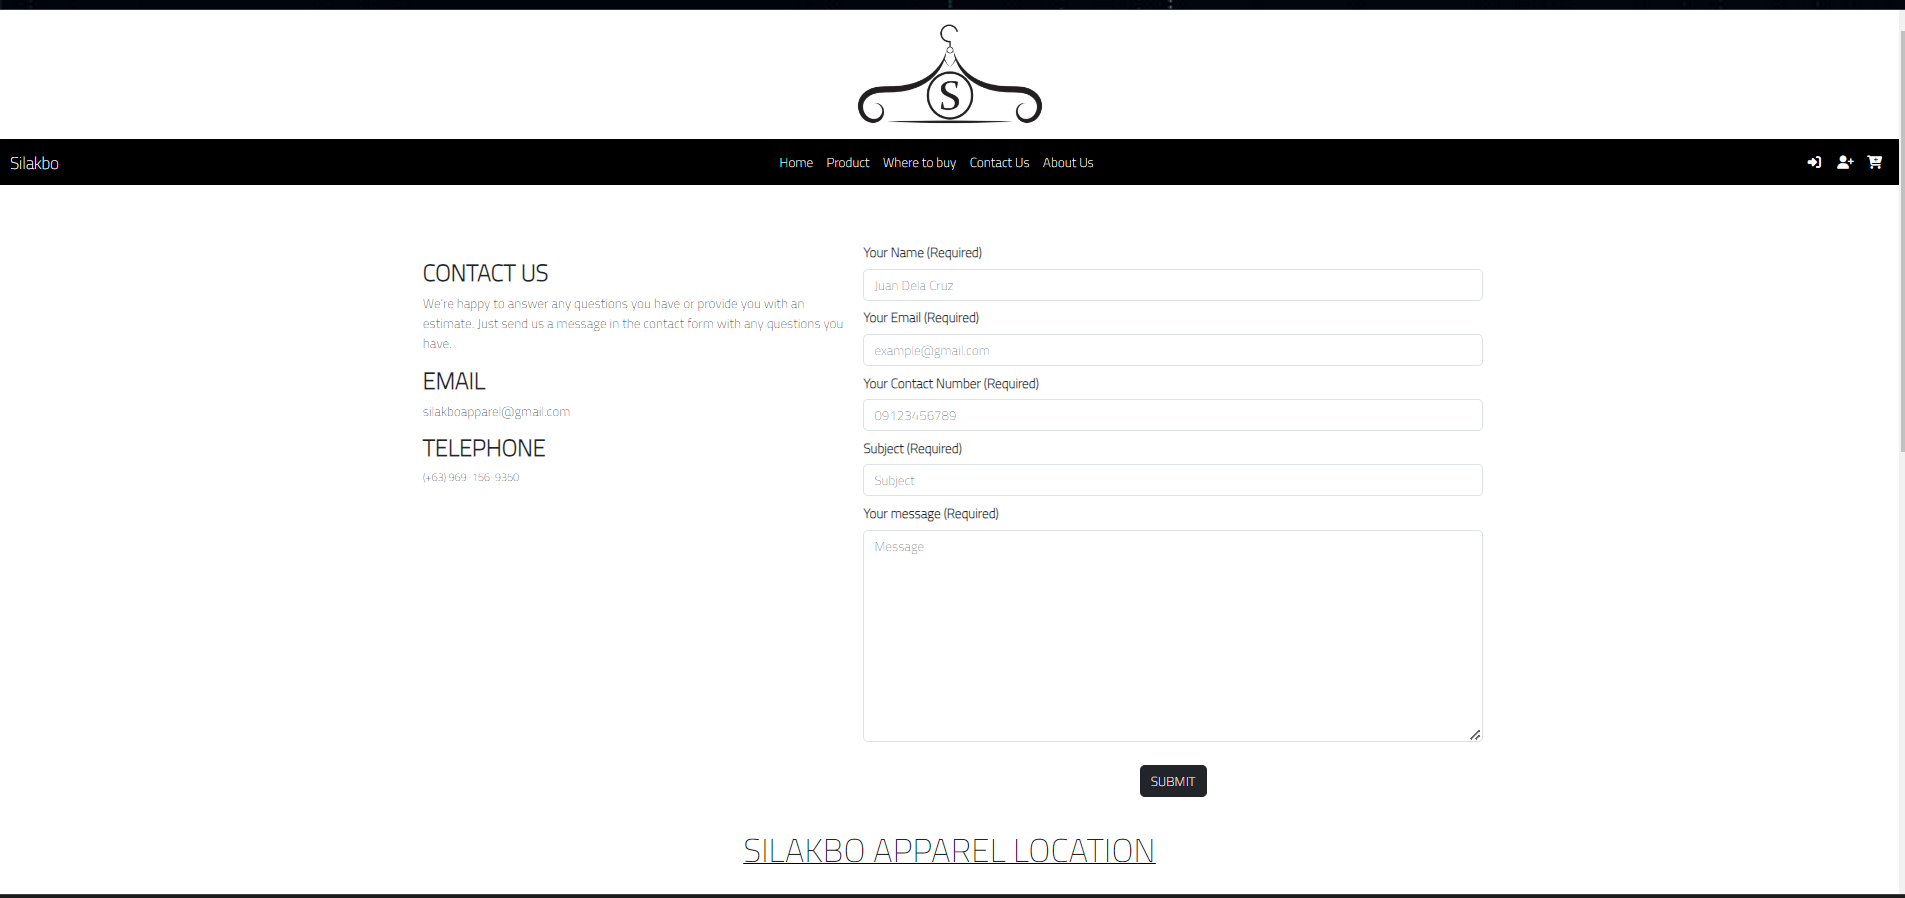 S
Silakbo
Home Product Where to buy Contact Us About Us
CONTACT US
We're happy to answer any questions you have or provide you with an
estimate. Just send us a message in the contact form with any questions you
have.
EMAIL
silakboapparel@gmail.com
TELEPHONE
(+63) 969-156-9350
Your Name (Required)
Juan Dela Cruz
Your Email (Required)
example@gmail.com
Your Contact Number (Required)
09123456789
Subject (Required)
Subject
Your message (Required)
Message
SUBMIT
SILAKBO APPAREL LOCATION